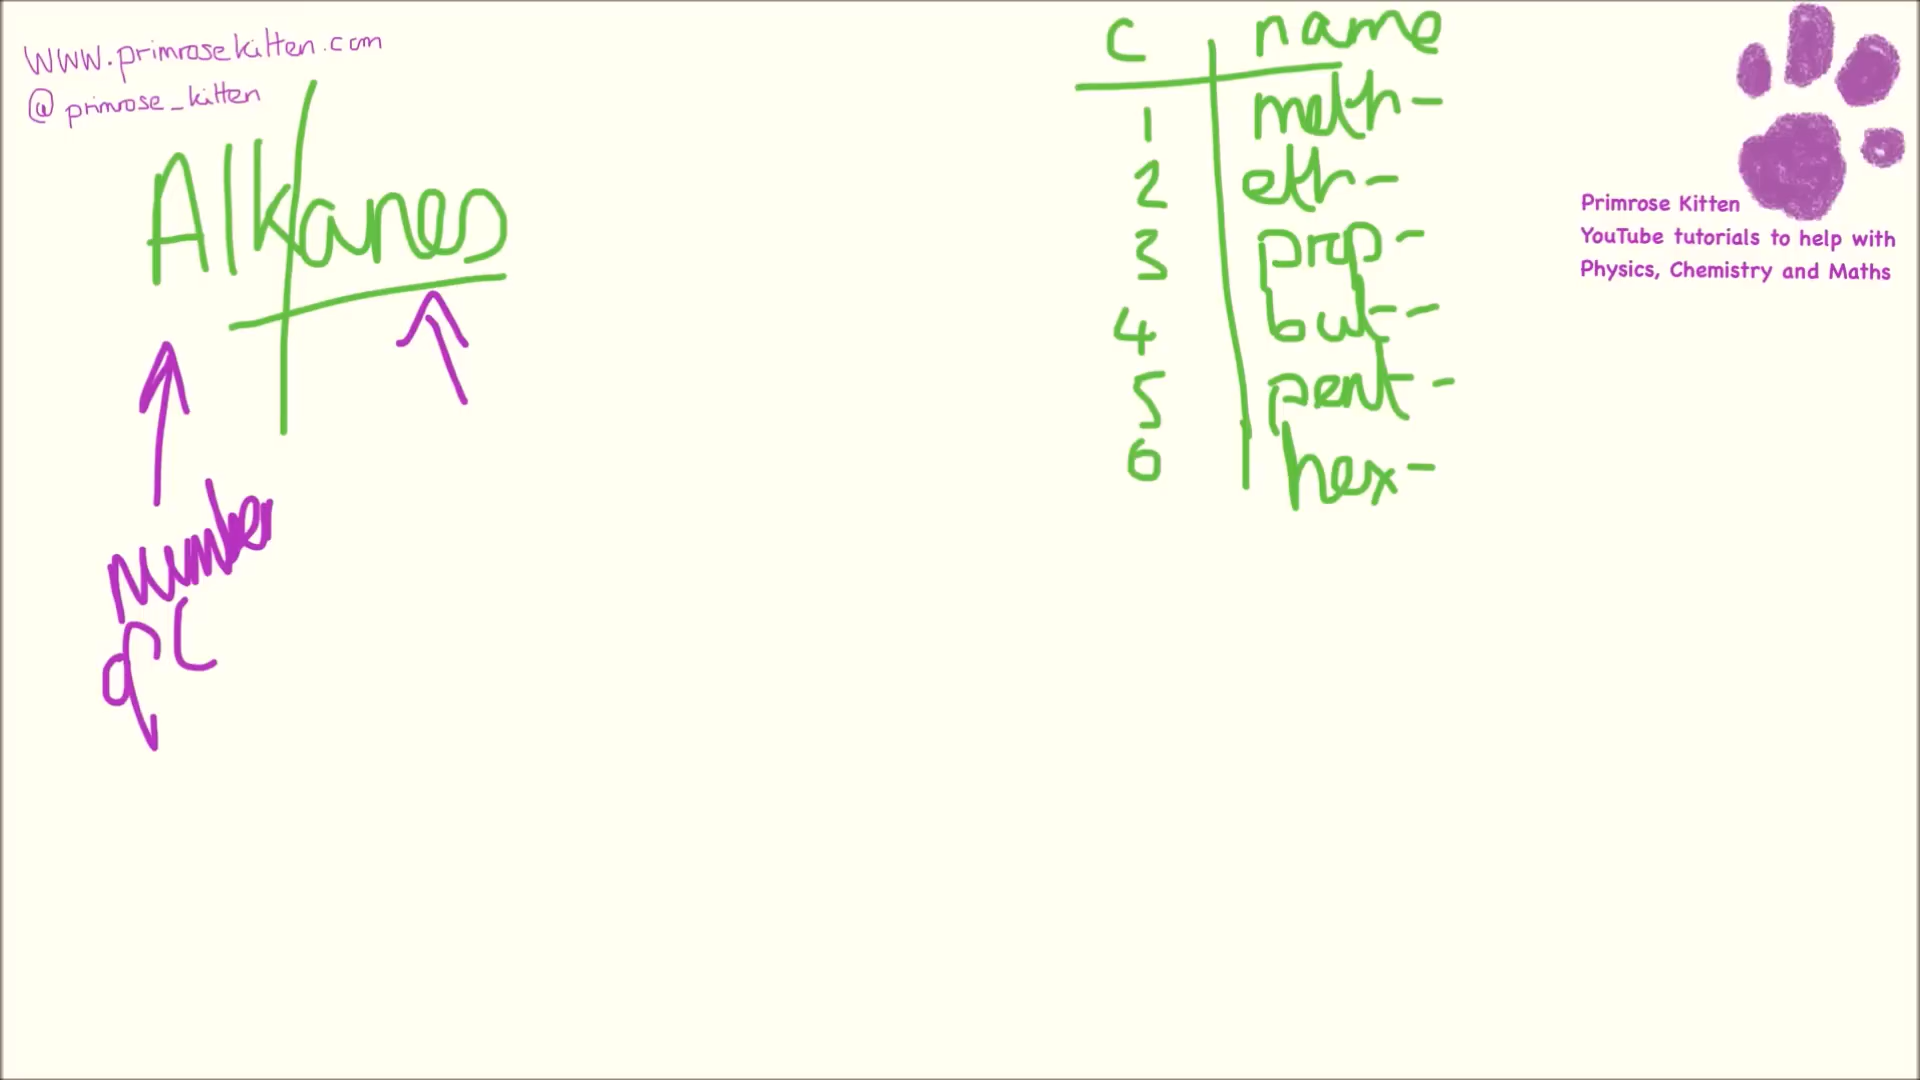 www.primrosekitten.com
@primrose_kitten
Alkanes
number
of C
C name
1 meth-
2 eth-
3 prop-
4 but-
5 pent-
6 hex-
Primrose Kitten
YouTube tutorials to help with
Physics, Chemistry and Maths